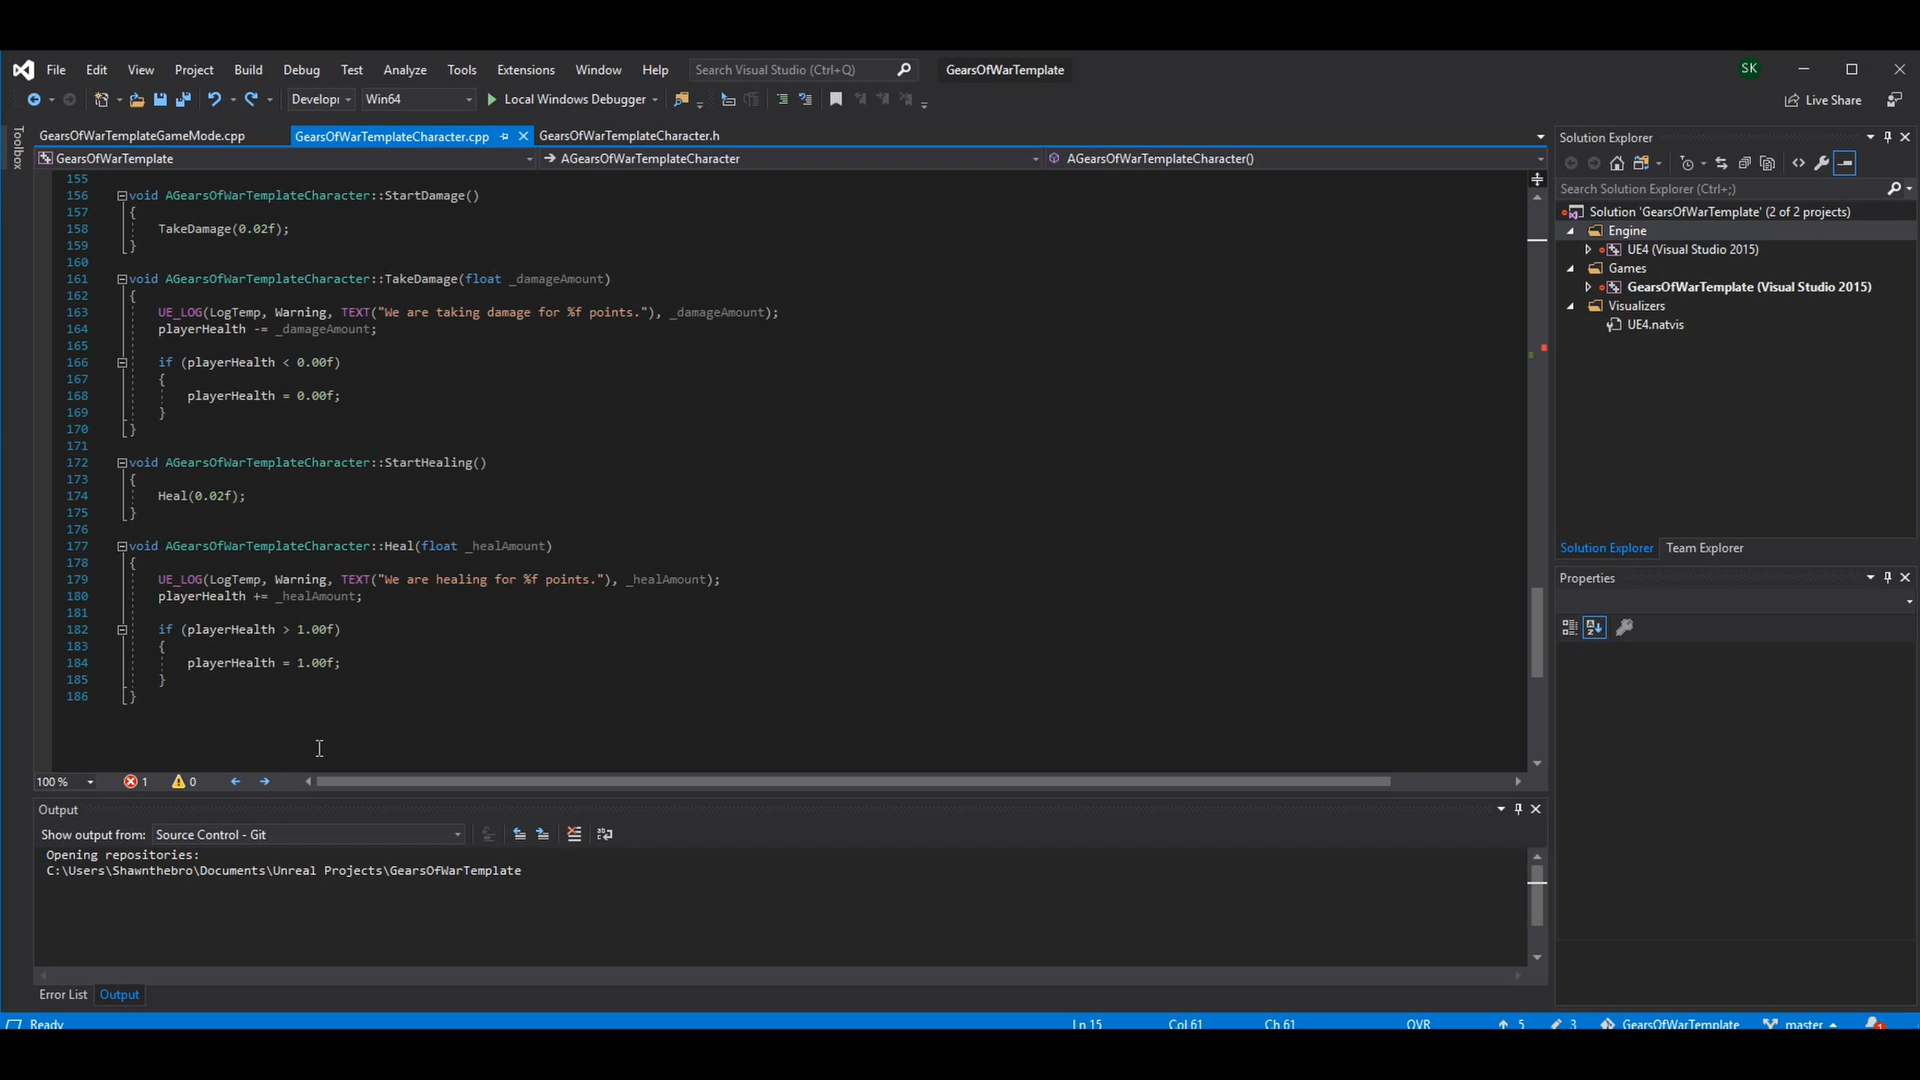 File Edit View Project Build Debug Test Analyze Tools Extensions Window Help Search Visual Studio (Ctrl+Q) GearsOfWarTemplate SK
Developi Win64 Local Windows Debugger Live Share
Toolbox
GearsOfWarTemplateGameMode.cpp GearsOfWarTemplateCharacter.cpp GearsOfWarTemplateCharacter.h
GearsOfWarTemplate AGearsOfWarTemplateCharacter AGearsOfWarTemplateCharacter()
155
156 void AGearsOfWarTemplateCharacter::StartDamage()
157 {
158 TakeDamage(0.02f);
159 }
160
161 void AGearsOfWarTemplateCharacter::TakeDamage(float _damageAmount)
162 {
163 UE_LOG(LogTemp, Warning, TEXT("We are taking damage for %f points."), _damageAmount);
164 playerHealth -= _damageAmount;
165
166 if (playerHealth < 0.00f)
167 {
168 playerHealth = 0.00f;
169 }
170 }
171
172 void AGearsOfWarTemplateCharacter::StartHealing()
173 {
174 Heal(0.02f);
175 }
176
177 void AGearsOfWarTemplateCharacter::Heal(float _healAmount)
178 {
179 UE_LOG(LogTemp, Warning, TEXT("We are healing for %f points."), _healAmount);
180 playerHealth += _healAmount;
181
182 if (playerHealth > 1.00f)
183 {
184 playerHealth = 1.00f;
185 }
186 }
100 % 1 0
Output
Show output from: Source Control - Git
Opening repositories:
C:\Users\Shawnthebro\Documents\Unreal Projects\GearsOfWarTemplate
Error List Output
Solution Explorer
Search Solution Explorer (Ctrl+;)
Solution 'GearsOfWarTemplate' (2 of 2 projects)
Engine
UE4 (Visual Studio 2015)
Games
GearsOfWarTemplate (Visual Studio 2015)
Visualizers
UE4.natvis
Solution Explorer Team Explorer
Properties
Ready Ln 15 Col 61 Ch 61 OVR 5 3 GearsOfWarTemplate master 1